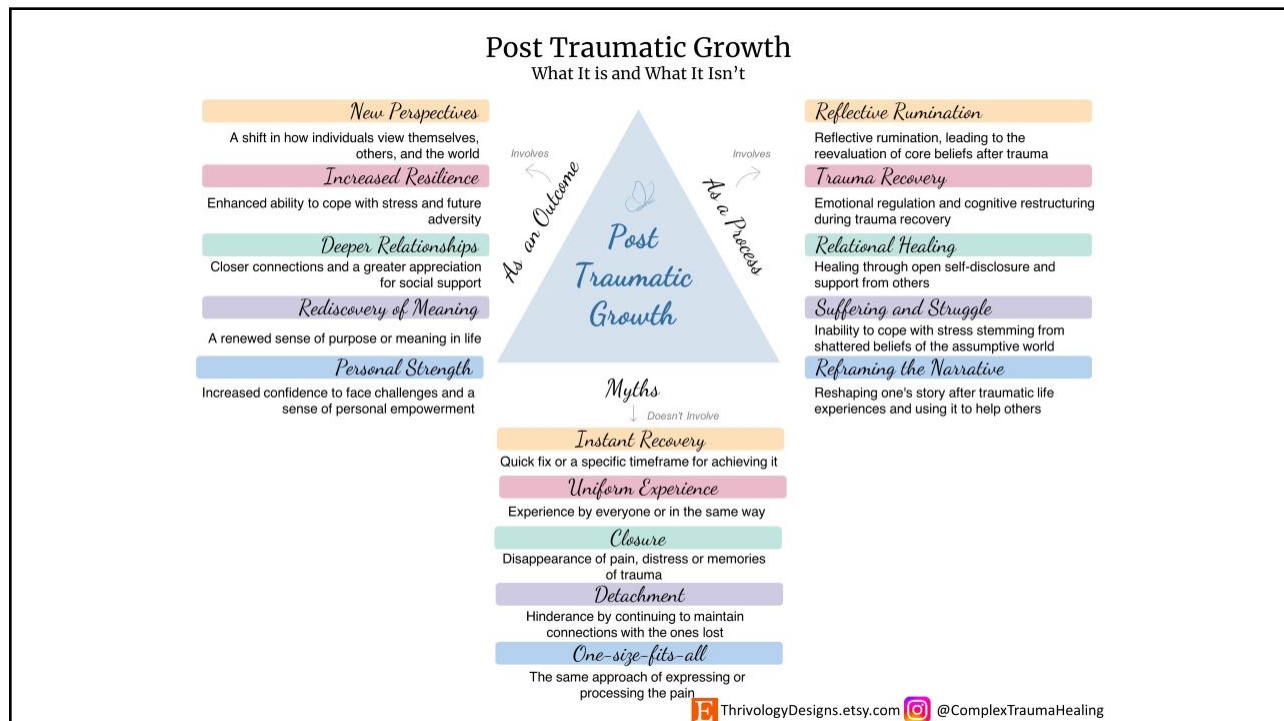 Post Traumatic Growth
What It is and What It Isn't
New Perspectives
A shift in how individuals view themselves,
others, and the world
Increased Resilience
Enhanced ability to cope with stress and future
adversity
Deeper Relationships
Closer connections and a greater appreciation
for social support
Rediscovery of Meaning
A renewed sense of purpose or meaning in life
Personal Strength
Increased confidence to face challenges and a
sense of personal empowerment
Involves
As an Outcome
Post
Traumatic
Growth
Involves
As a Process
Reflective Rumination
Reflective rumination, leading to the
reevaluation of core beliefs after trauma
Trauma Recovery
Emotional regulation and cognitive restructuring
during trauma recovery
Relational Healing
Healing through open self-disclosure and
support from others
Suffering and Struggle
Inability to cope with stress stemming from
shattered beliefs of the assumptive world
Reframing the Narrative
Reshaping one's story after traumatic life
experiences and using it to help others
Myths
Doesn't Involve
Instant Recovery
Quick fix or a specific timeframe for achieving it
Uniform Experience
Experience by everyone or in the same way
Closure
Disappearance of pain, distress or memories
of trauma
Detachment
Hinderance by continuing to maintain
connections with the ones lost
One-size-fits-all
The same approach of expressing or
processing the pain
E ThrivologyDesigns.etsy.com @ComplexTraumaHealing